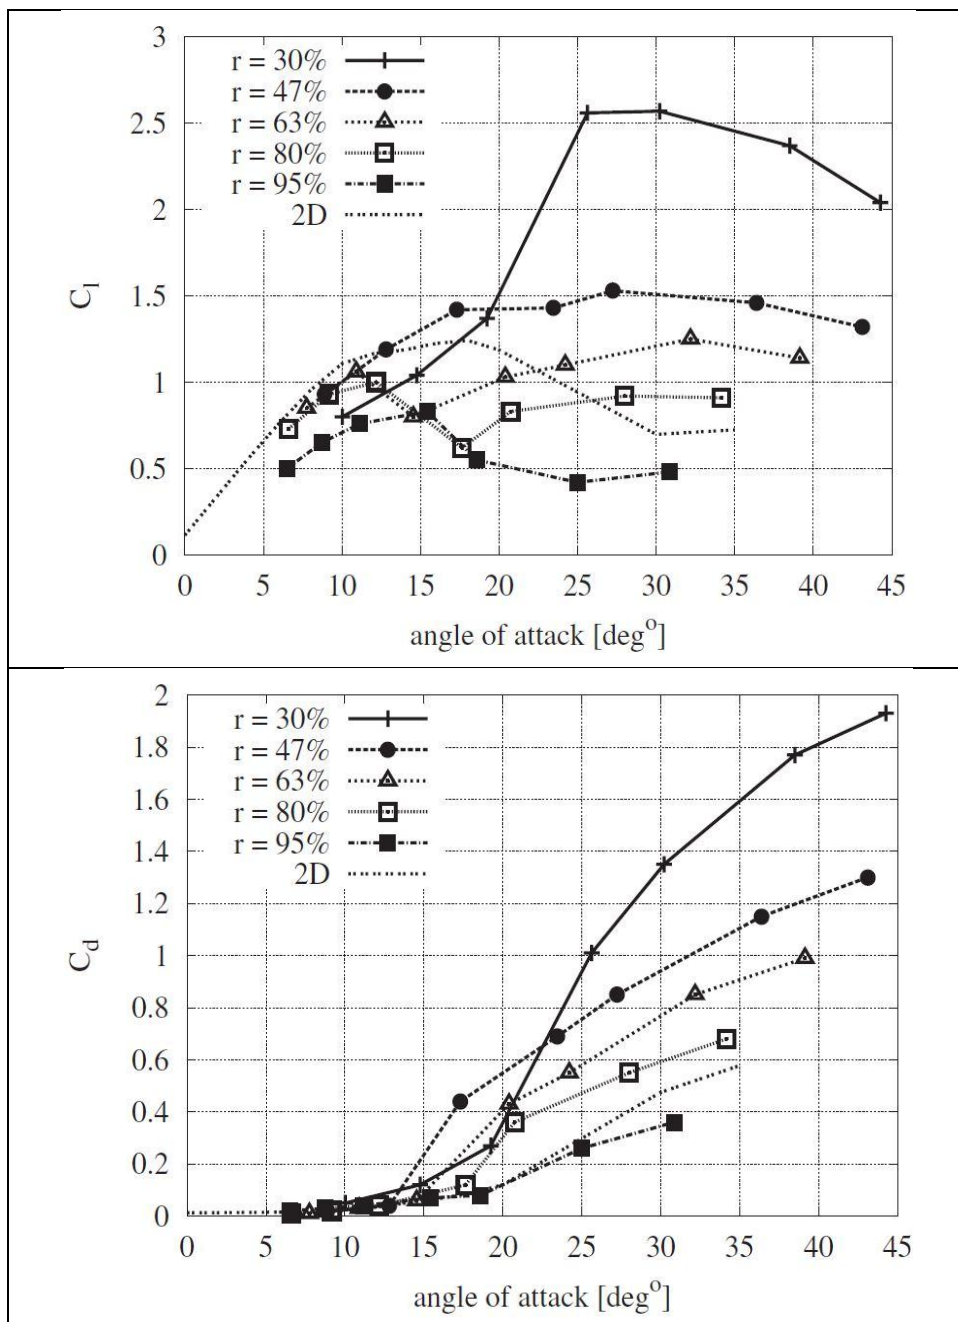 3
r = 30%
r = 47%
2.5
r = 63%
r = 80%
2
r = 95%
2D
C_l
1.5
1
0.5
0
0 5 10 15 20 25 30 35 40 45
angle of attack [deg°]
2
r = 30%
1.8
r = 47%
r = 63%
1.6
r = 80%
1.4
r = 95%
2D
1.2
C_d
1
0.8
0.6
0.4
0.2
0
0 5 10 15 20 25 30 35 40 45
angle of attack [deg°]